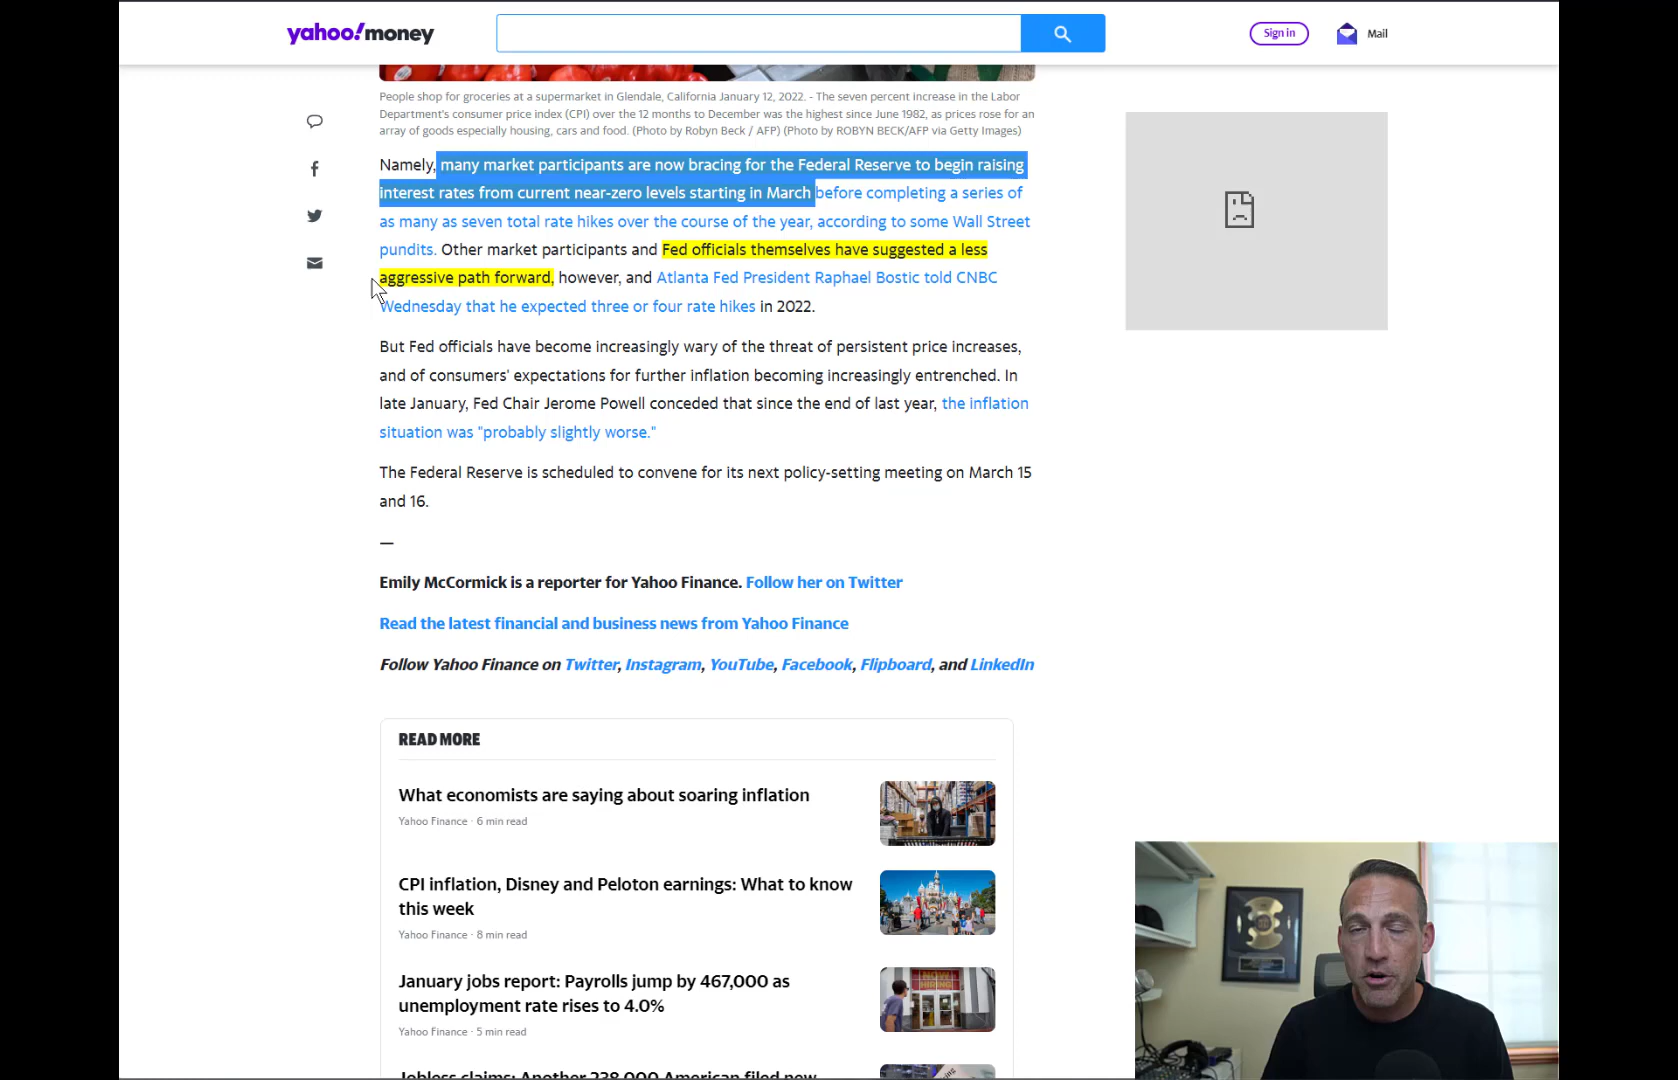 yahoo!money
Sign in
Mail
People shop for groceries at a supermarket in Glendale, California January 12, 2022. - The seven percent increase in the Labor
Department's consumer price index (CPI) over the 12 months to December was the highest since June 1982, as prices rose for an
array of goods especially housing, cars and food. (Photo by Robyn Beck / AFP) (Photo by ROBYN BECK/AFP via Getty Images)
Namely, many market participants are now bracing for the Federal Reserve to begin raising
interest rates from current near-zero levels starting in March before completing a series of
as many as seven total rate hikes over the course of the year, according to some Wall Street
pundits. Other market participants and Fed officials themselves have suggested a less
aggressive path forward, however, and Atlanta Fed President Raphael Bostic told CNBC
Wednesday that he expected three or four rate hikes in 2022.
But Fed officials have become increasingly wary of the threat of persistent price increases,
and of consumers' expectations for further inflation becoming increasingly entrenched. In
late January, Fed Chair Jerome Powell conceded that since the end of last year, the inflation
situation was "probably slightly worse."
The Federal Reserve is scheduled to convene for its next policy-setting meeting on March 15
and 16.
—
Emily McCormick is a reporter for Yahoo Finance. Follow her on Twitter
Read the latest financial and business news from Yahoo Finance
Follow Yahoo Finance on Twitter, Instagram, YouTube, Facebook, Flipboard, and LinkedIn
READ MORE
What economists are saying about soaring inflation
Yahoo Finance · 6 min read
CPI inflation, Disney and Peloton earnings: What to know
this week
Yahoo Finance · 8 min read
January jobs report: Payrolls jump by 467,000 as
unemployment rate rises to 4.0%
Yahoo Finance · 5 min read
Jobless claims: Another 238,000 American filed new